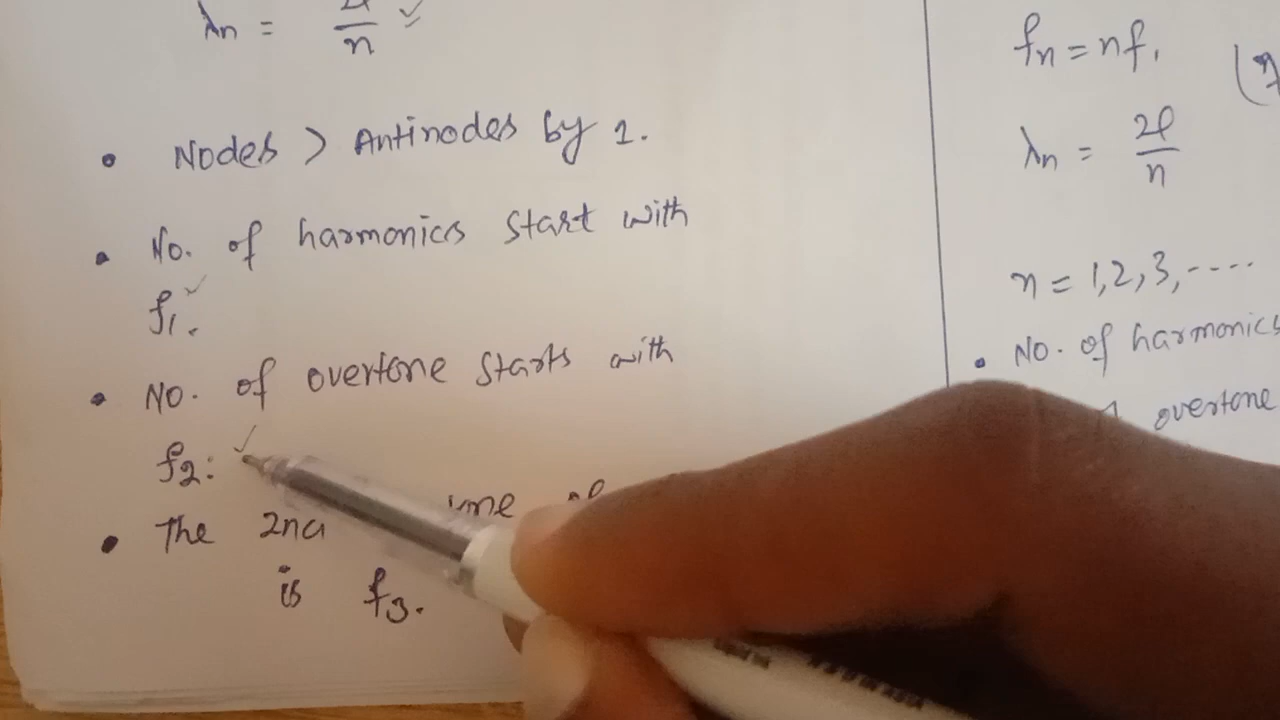 λn = 2l/n
• Nodes > Antinodes by 1.
• No. of harmonics start with
f1.
• No. of overtone starts with
f2:
• The
is f3.
fn = nf1
λn = 2l/n
n = 1,2,3,----
• No. of harmonics
overtone